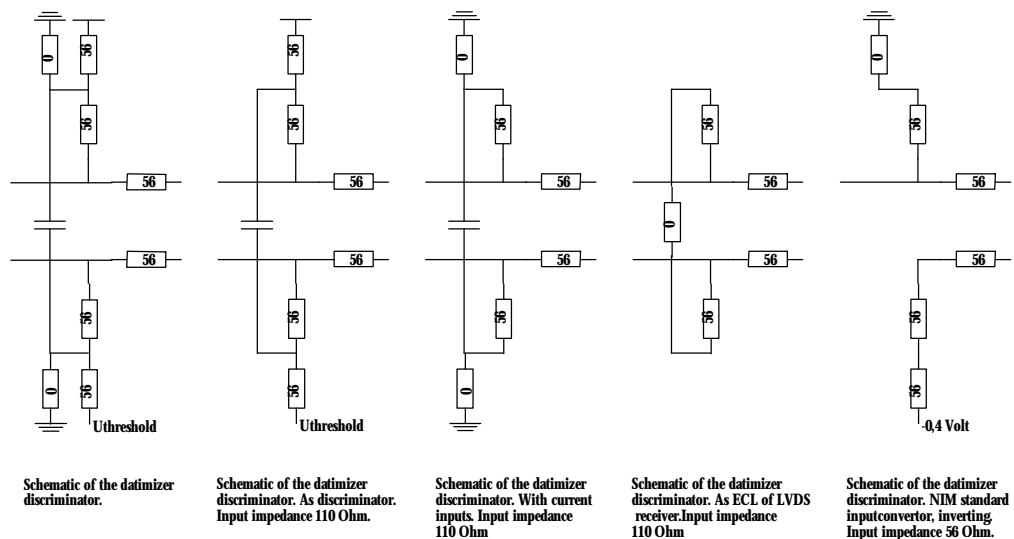 0 56 56 0 56
0 56 56 56 56
56 56 56 56 56
56 56 56 56 56
56 56 56 56 56
0 56 56 0 56
Uthreshold Uthreshold -0,4 Volt
Schematic of the datimizer
discriminator.
Schematic of the datimizer
discriminator. As discriminator.
Input impedance 110 Ohm.
Schematic of the datimizer
discriminator. With current
inputs. Input impedance
110 Ohm
Schematic of the datimizer
discriminator. As ECL of LVDS
receiver.Input impedance
110 Ohm
Schematic of the datimizer
discriminator. NIM standard
inputconvertor, inverting.
Input impedance 56 Ohm.